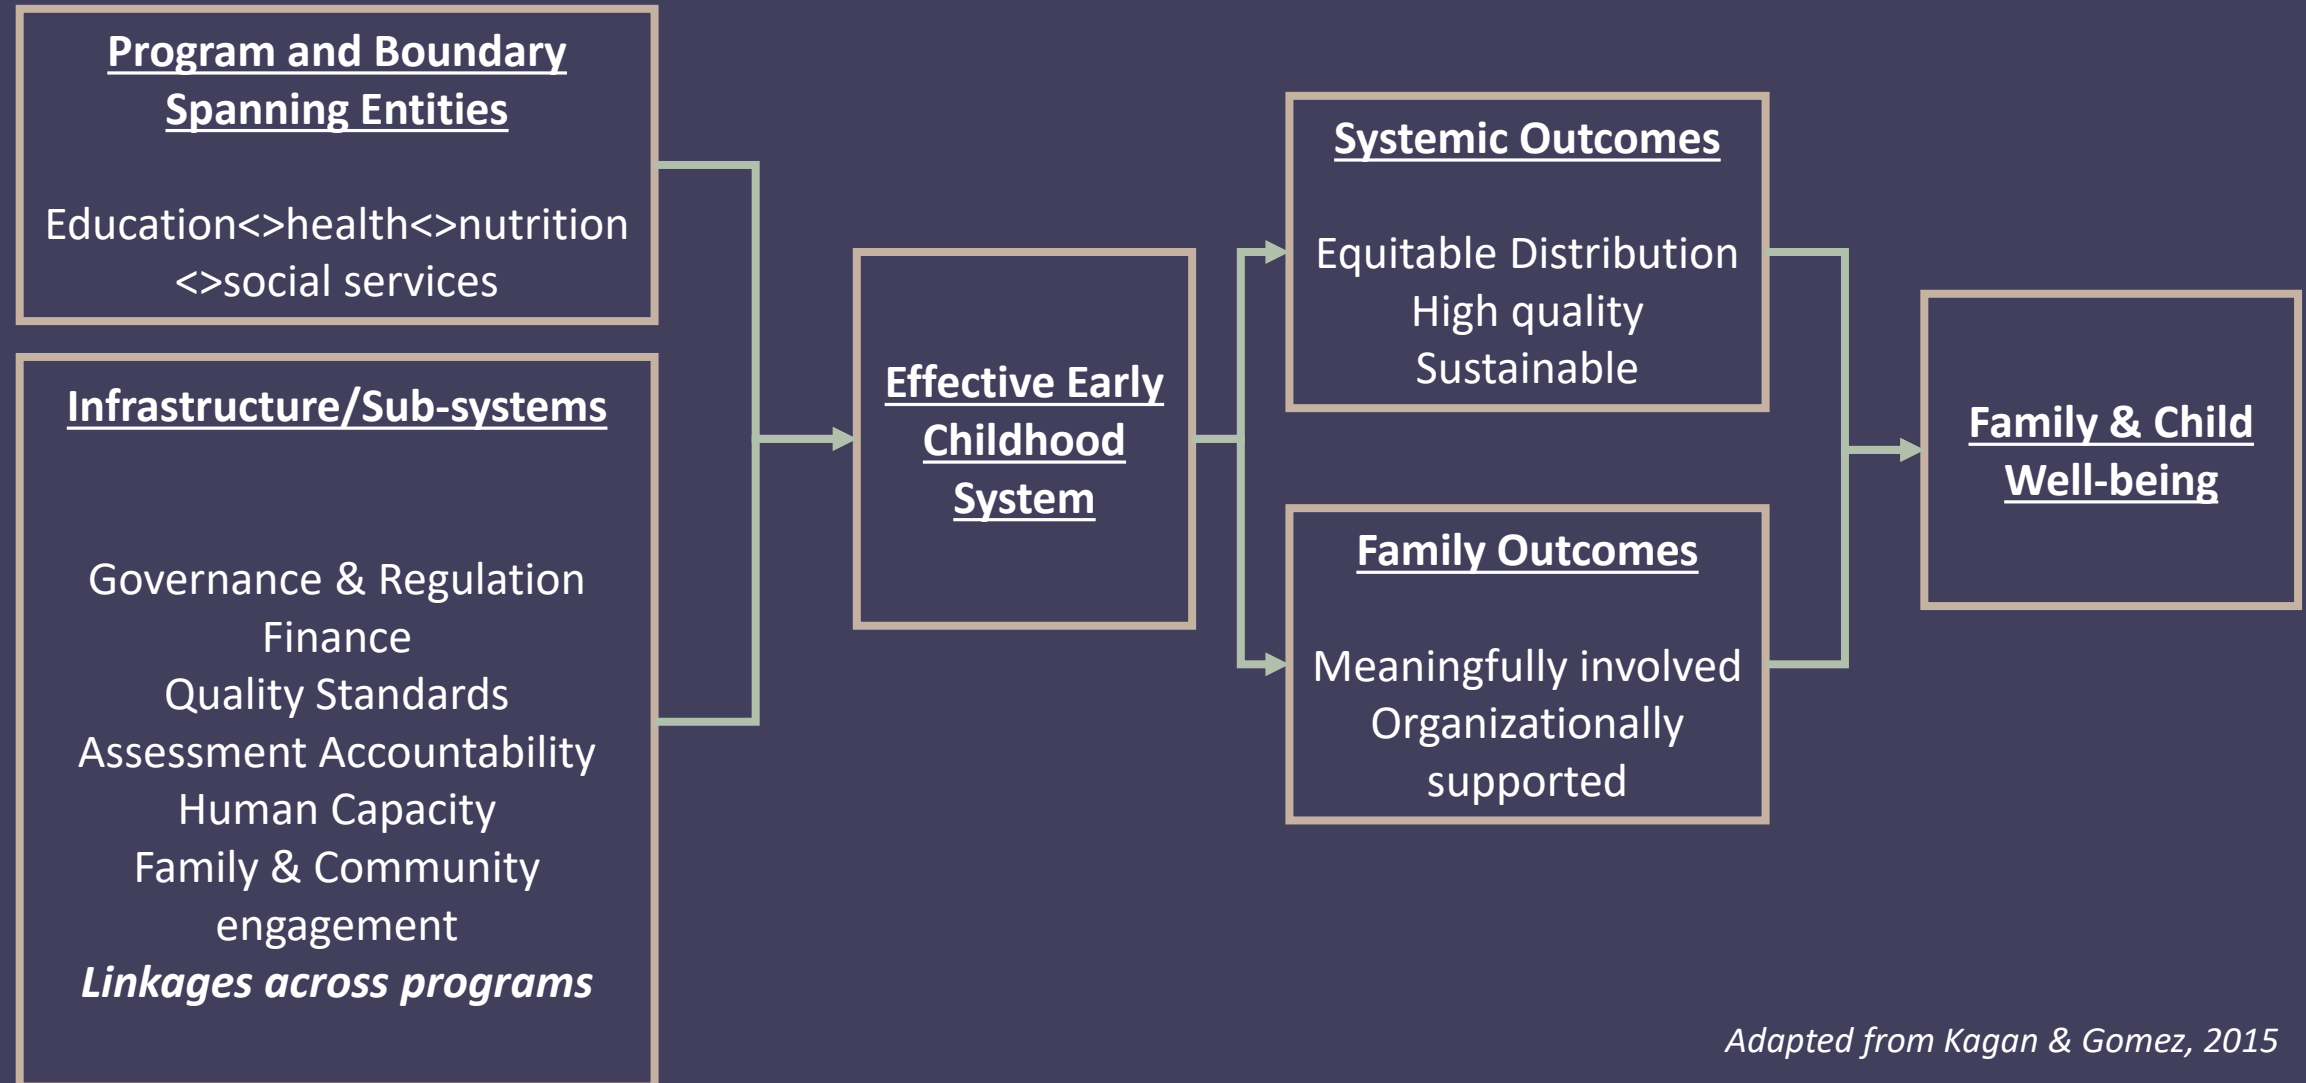 Program and Boundary
Spanning Entities
Education<>health<>nutrition
<>social services
Infrastructure/Sub-systems
Governance & Regulation
Finance
Quality Standards
Assessment Accountability
Human Capacity
Family & Community
engagement
Linkages across programs
Effective Early
Childhood
System
Systemic Outcomes
Equitable Distribution
High quality
Sustainable
Family Outcomes
Meaningfully involved
Organizationally
supported
Family & Child
Well-being
Adapted from Kagan & Gomez, 2015